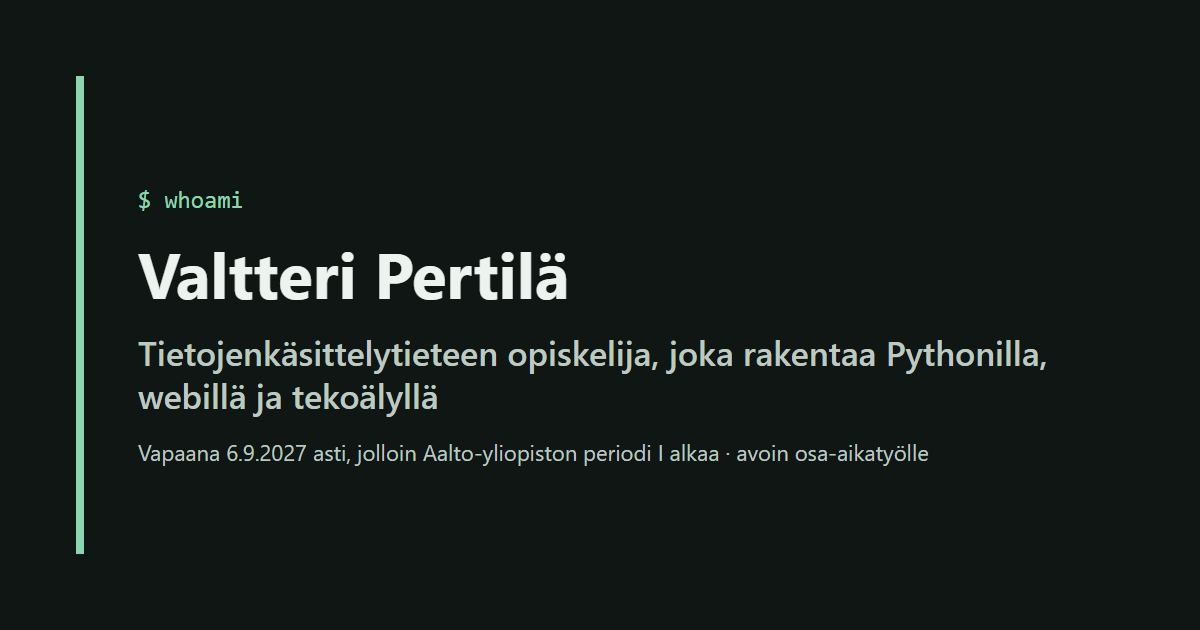 $ whoami
Valtteri Pertilä
Tietojenkäsittelytieteen opiskelija, joka rakentaa Pythonilla,
webillä ja tekoälyllä
Vapaana 6.9.2027 asti, jolloin Aalto-yliopiston periodi I alkaa · avoin osa-aikatyölle